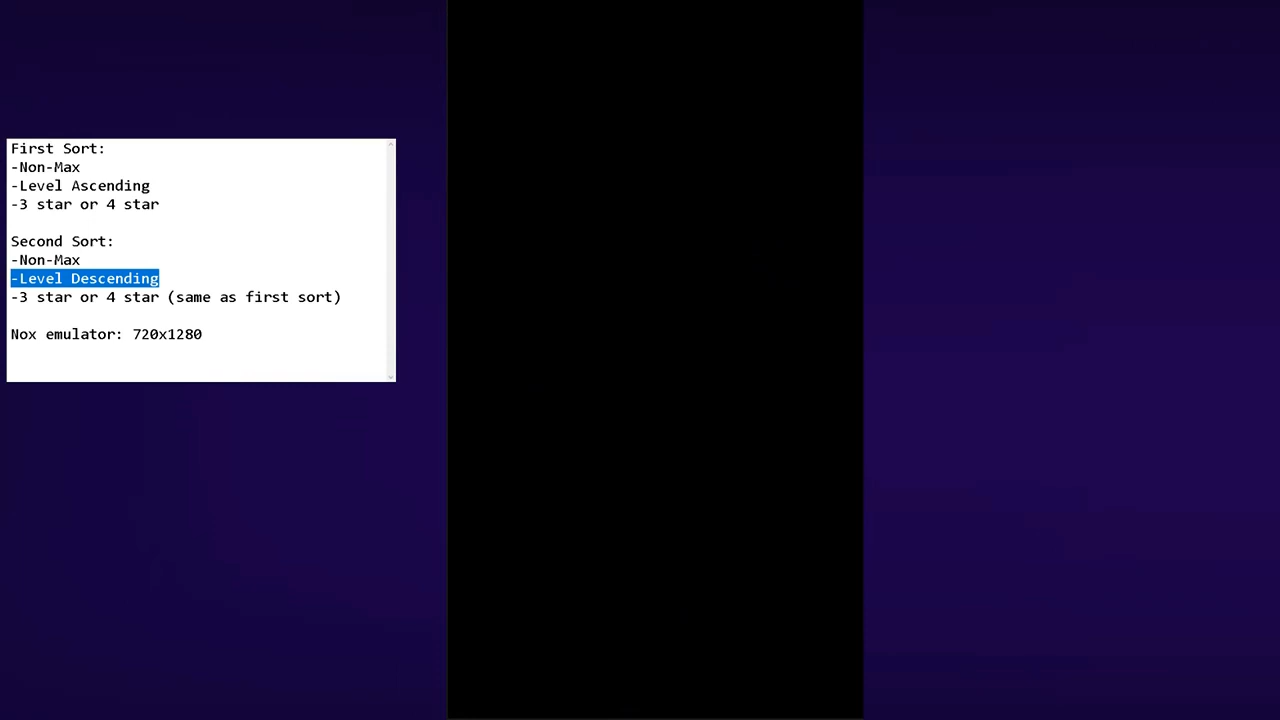 First Sort:
-Non-Max
-Level Ascending
-3 star or 4 star
Second Sort:
-Non-Max
-Level Descending
-3 star or 4 star (same as first sort)
Nox emulator: 720x1280